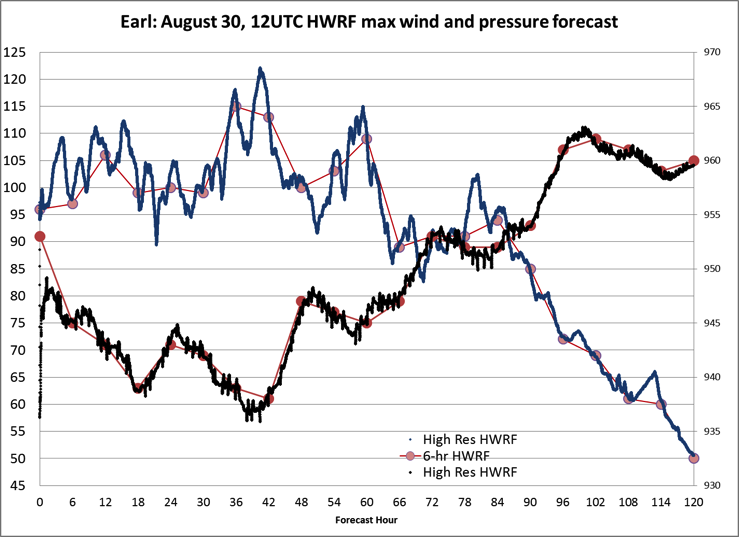 Earl: August 30, 12UTC HWRF max wind and pressure forecast
125 970
120
115 965
110
105 960
100
95 955
90
85 950
80
75 945
70
65 940
60
55 935
50
45 930
High Res HWRF
6-hr HWRF
High Res HWRF
0 6 12 18 24 30 36 42 48 54 60 66 72 78 84 90 96 102 108 114 120
Forecast Hour